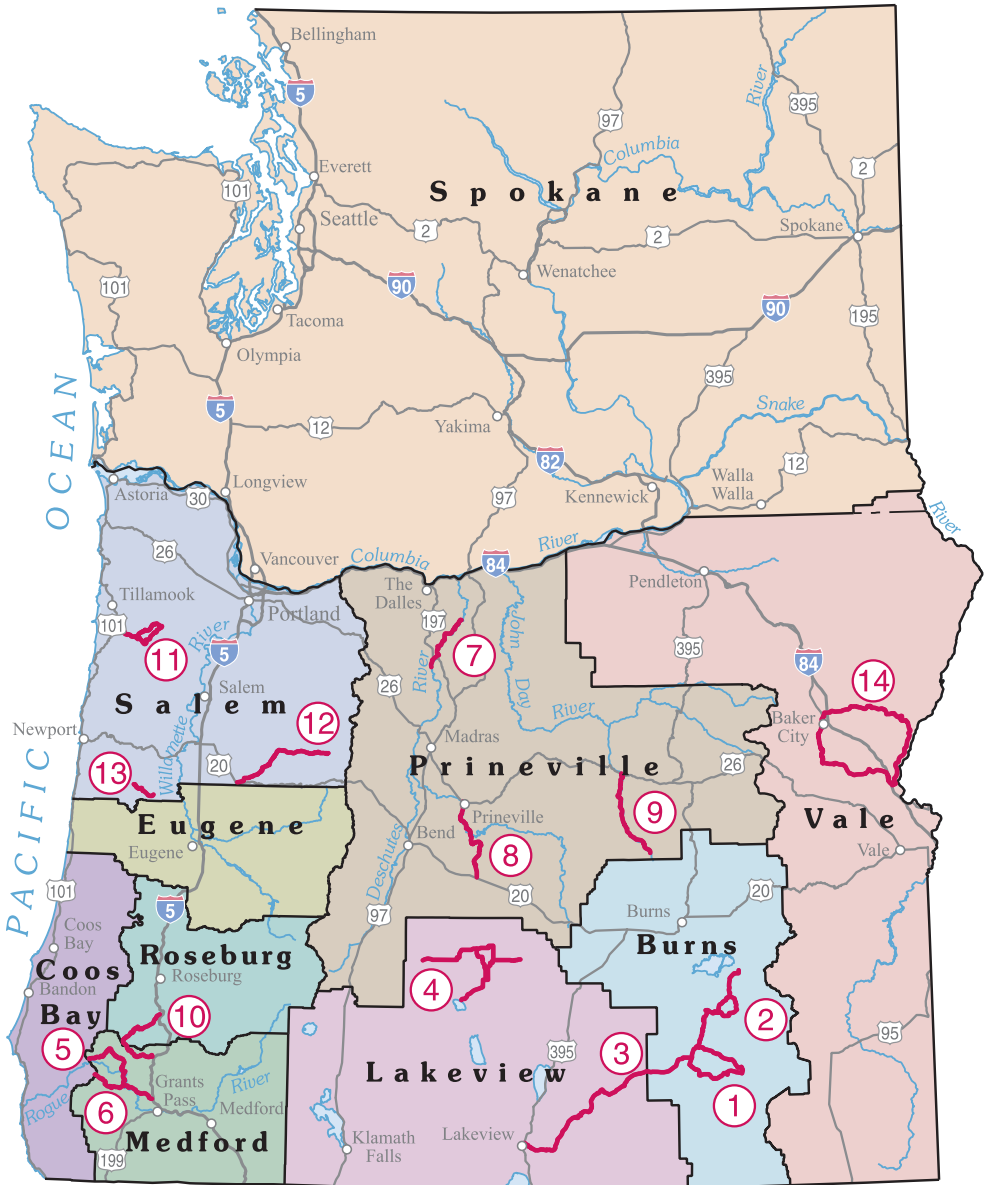 Bellingham
5
395
River
97
Columbia
2
Everett
101
Spokane
Seattle
2
2
Spokane
Wenatchee
101
90
90
195
Tacoma
Olympia
395
OCEAN
5
Snake
12
Yakima
82
12
Walla
Walla
Kennewick
97
Longview
Astoria
30
River
River
Columbia
84
26
Vancouver
The
Dalles
Pendleton
Tillamook
101
Portland
197
John
Day
River
River
5
395
84
11
7
River
14
26
Salem
Salem
12
Newport
Baker
City
Willomette
Madras
20
Prineville
26
13
9
Prineville
Vale
Eugene
Bend
Eugene
8
Vale
Deschutes
PACIFIC
101
20
20
5
97
Burns
Coos
Bay
Burns
Roseburg
Coos
Roseburg
Bandon
4
Bay
10
2
95
5
3
395
Lakeview
Grants
Pass
River
Rogue
6
Medford
1
Lakeview
Klamath
Falls
Medford
199